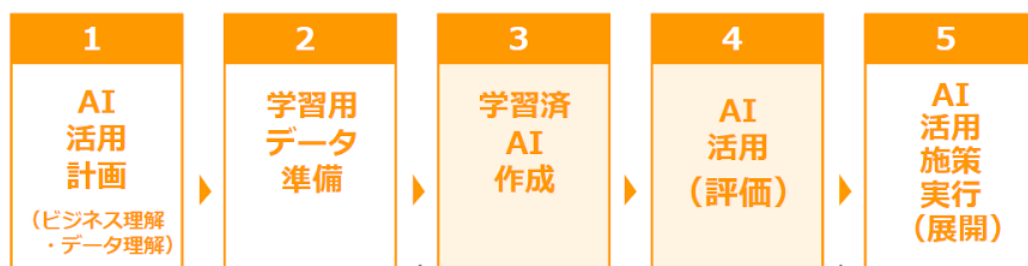 1
AI
活用
計画
（ビジネス理解
・データ理解）
2
学習用
データ
準備
3
学習済
AI
作成
4
AI
活用
（評価）
5
AI
活用
施策
実行
（展開）